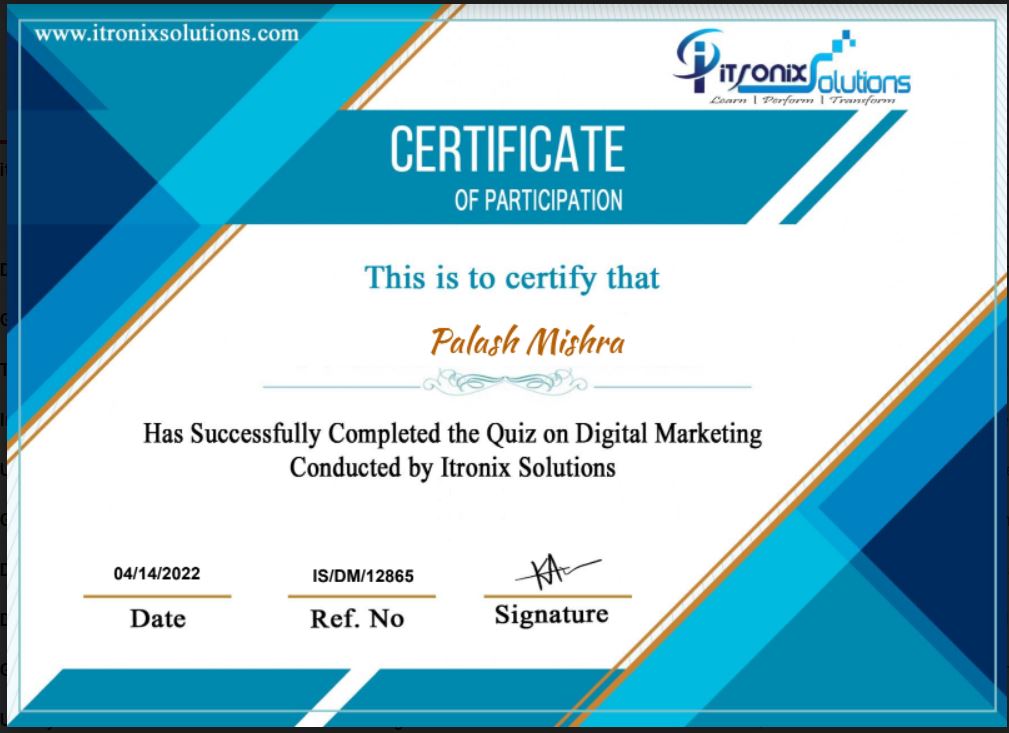 www.itronixsolutions.com
itronix Solutions
Learn | Perform | Transform
CERTIFICATE
OF PARTICIPATION
This is to certify that
Palash Mishra
Has Successfully Completed the Quiz on Digital Marketing
Conducted by Itronix Solutions
04/14/2022 IS/DM/12865
Date Ref. No Signature